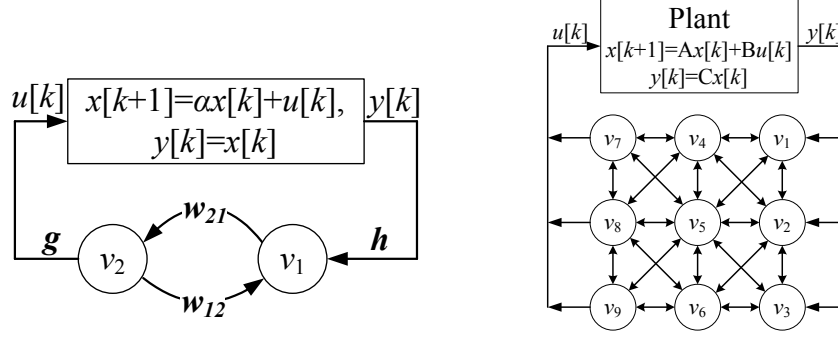 u[k]
x[k+1]=αx[k]+u[k],
y[k]=x[k]
y[k]
g
w21
v2
v1
w12
h
u[k]
Plant
x[k+1]=Ax[k]+Bu[k]
y[k]=Cx[k]
y[k]
v7
v4
v1
v8
v5
v2
v9
v6
v3